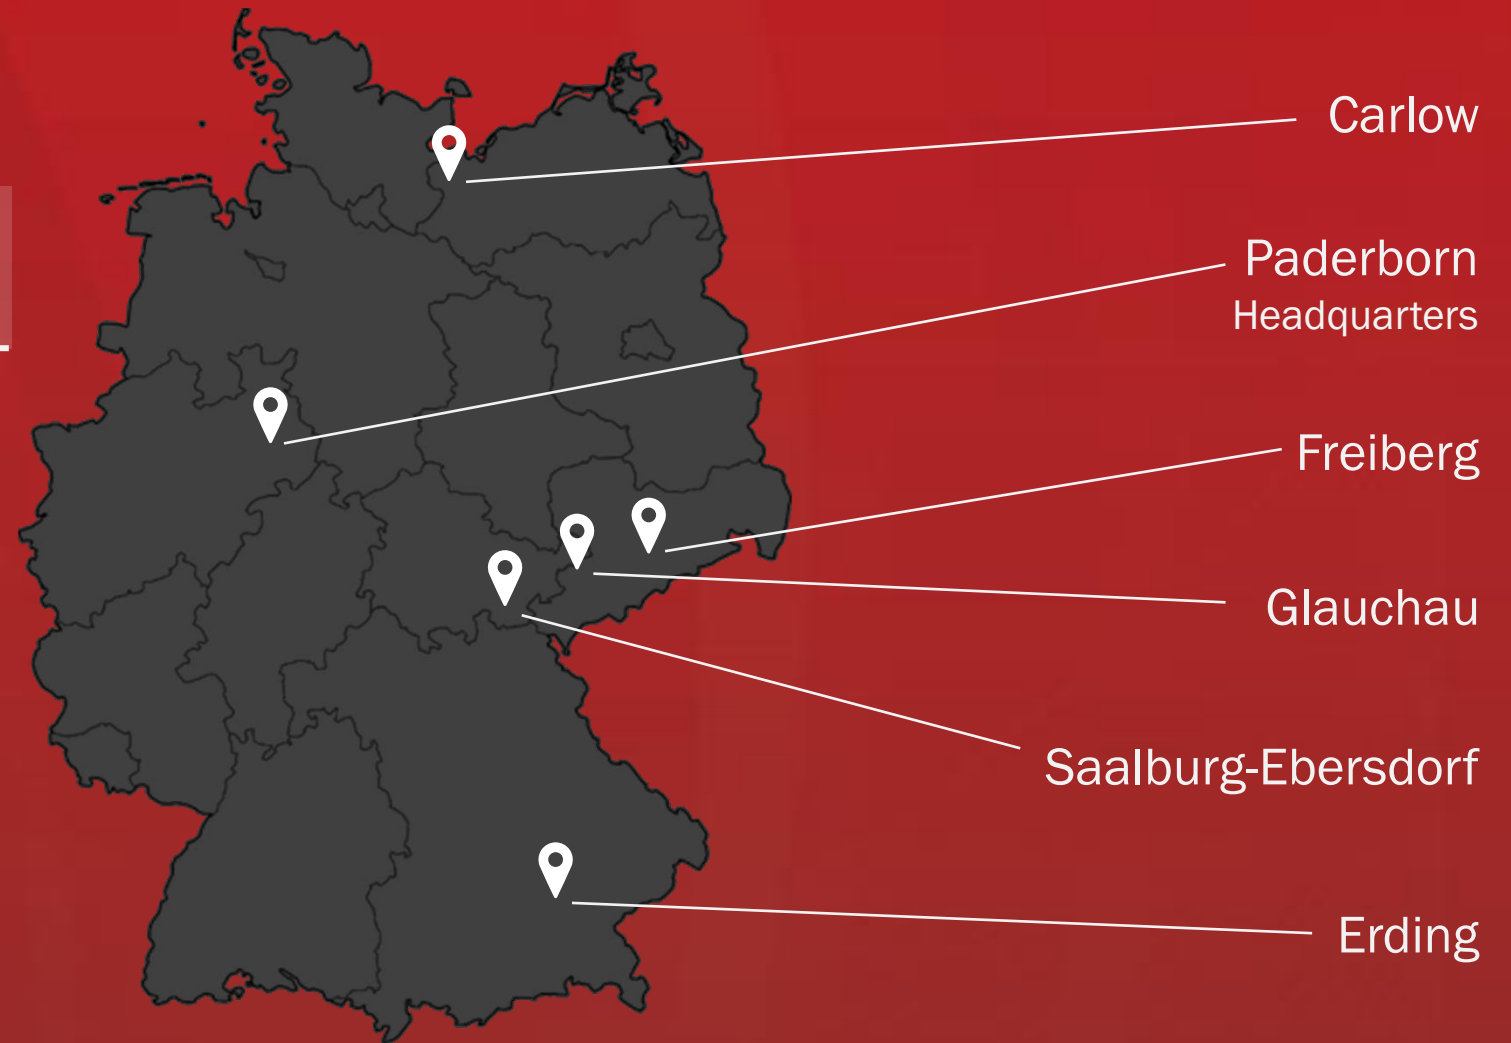 Carlow
Paderborn
Headquarters
Freiberg
Glauchau
Saalburg-Ebersdorf
Erding